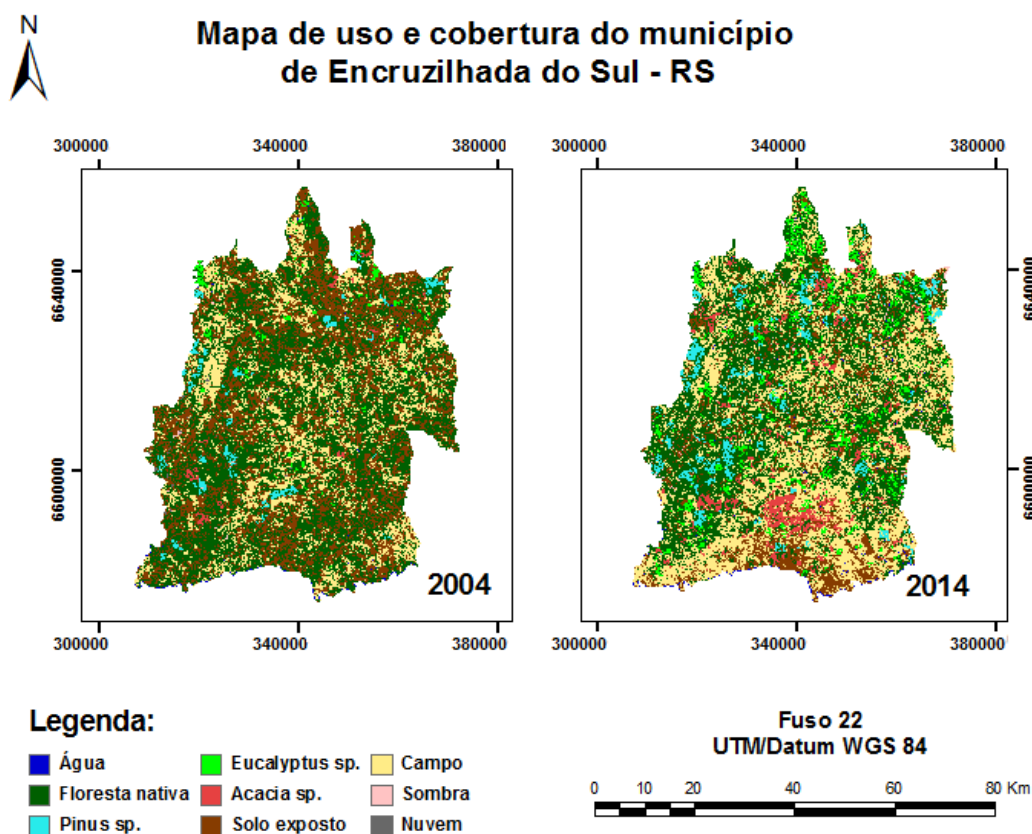 N
Mapa de uso e cobertura do município
de Encruzilhada do Sul - RS
300000 340000 380000
300000 340000 380000
6640000
6600000
6640000
6600000
2004
2014
300000 340000 380000
300000 340000 380000
Legenda:
Água
Eucalyptus sp.
Campo
Floresta nativa
Acacia sp.
Sombra
Pinus sp.
Solo exposto
Nuvem
Fuso 22
UTM/Datum WGS 84
0 10 20 40 60 80 Km